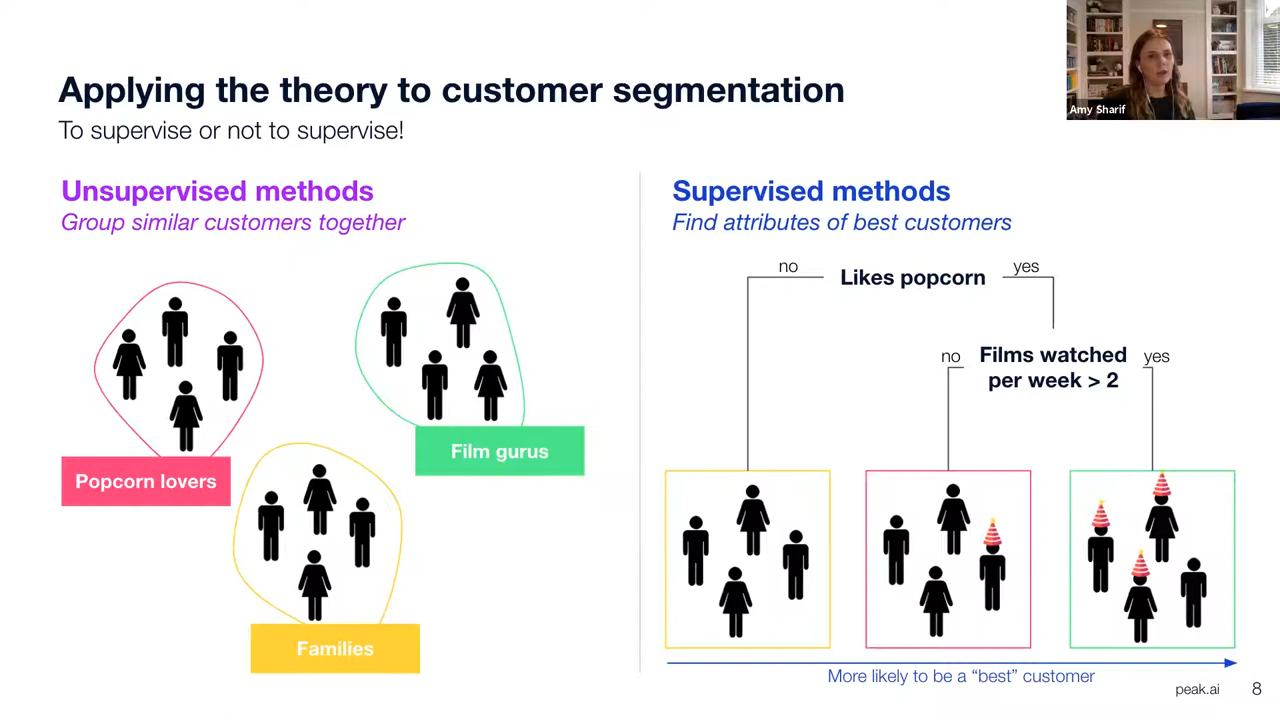 Applying the theory to customer segmentation
To supervise or not to supervise!
Amy Sharif
Unsupervised methods
Group similar customers together
Popcorn lovers
Film gurus
Families
Supervised methods
Find attributes of best customers
no
Likes popcorn
yes
no
Films watched
per week > 2
yes
More likely to be a “best” customer
peak.ai
8